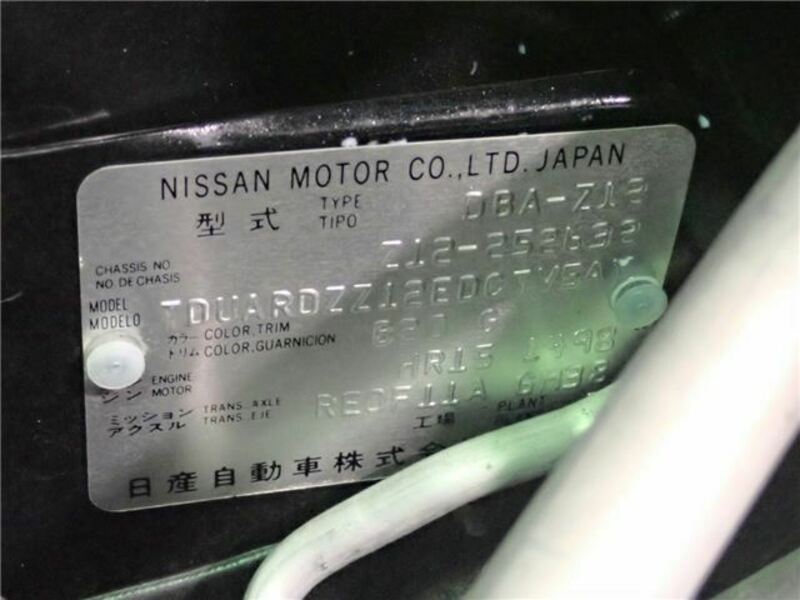 NISSAN MOTOR CO.,LTD. JAPAN
型式 TYPE TIPO DBA-Z12
CHASSIS NO. Z12-252632
NO. DE CHASIS
MODEL
MODELO
カラー COLOR, TRIM G
トリム COLOR, GUARNICION
ENGINE HR15
シン MOTOR
ミッション TRANS. AXLE
アクスル TRANS. EJE
工場 PLANT
日産自動車株式会